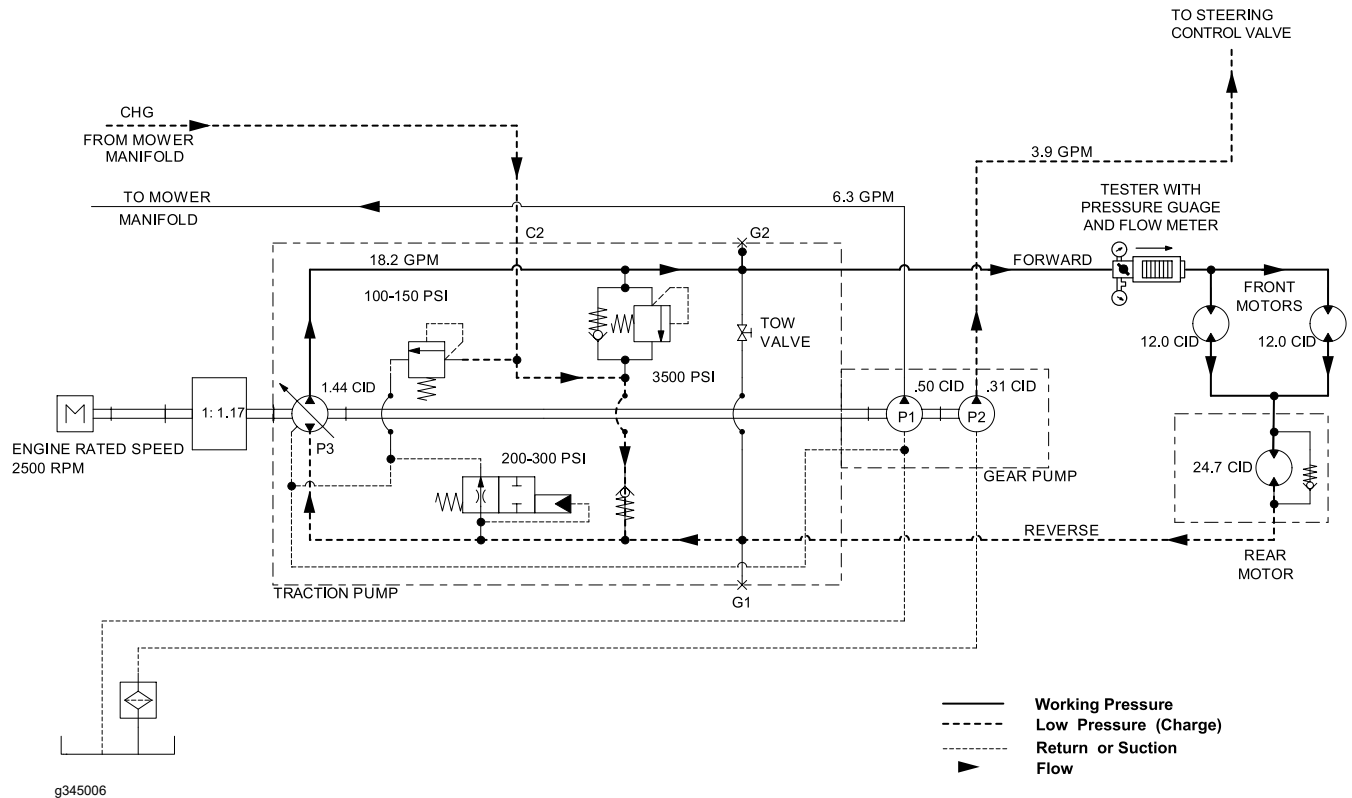 TO STEERING
CONTROL VALVE
CHG
FROM MOWER
MANIFOLD
3.9 GPM
TO MOWER
MANIFOLD
6.3 GPM
TESTER WITH
PRESSURE GUAGE
AND FLOW METER
C2
G2
18.2 GPM
FORWARD
100-150 PSI
FRONT
MOTORS
TOW
VALVE
12.0 CID
12.0 CID
3500 PSI
1.44 CID
.50 CID
.31 CID
M
1: 1.17
P1
P2
ENGINE RATED SPEED
2500 RPM
P3
200-300 PSI
GEAR PUMP
24.7 CID
REVERSE
REAR
MOTOR
TRACTION PUMP
G1
Working Pressure
Low Pressure (Charge)
Return or Suction
Flow
g345006